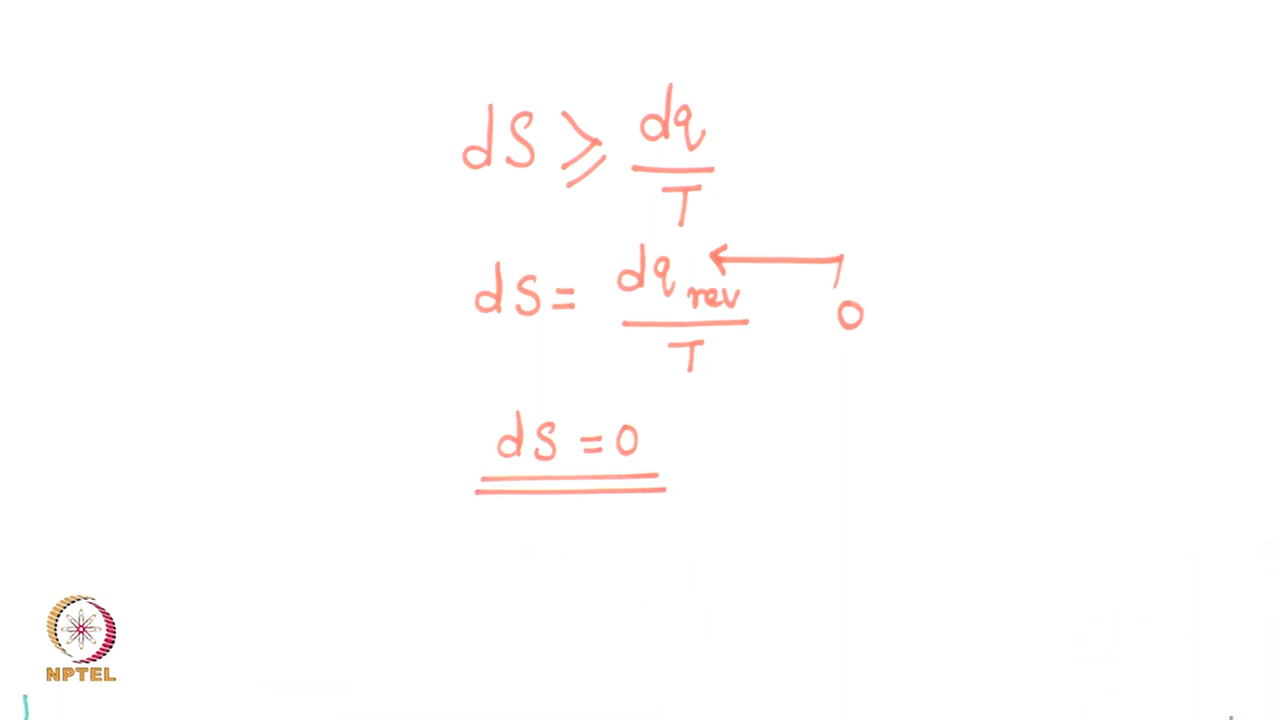 dS ≥ dq/T
dS = dq rev/T ← 0
dS = 0
NPTEL